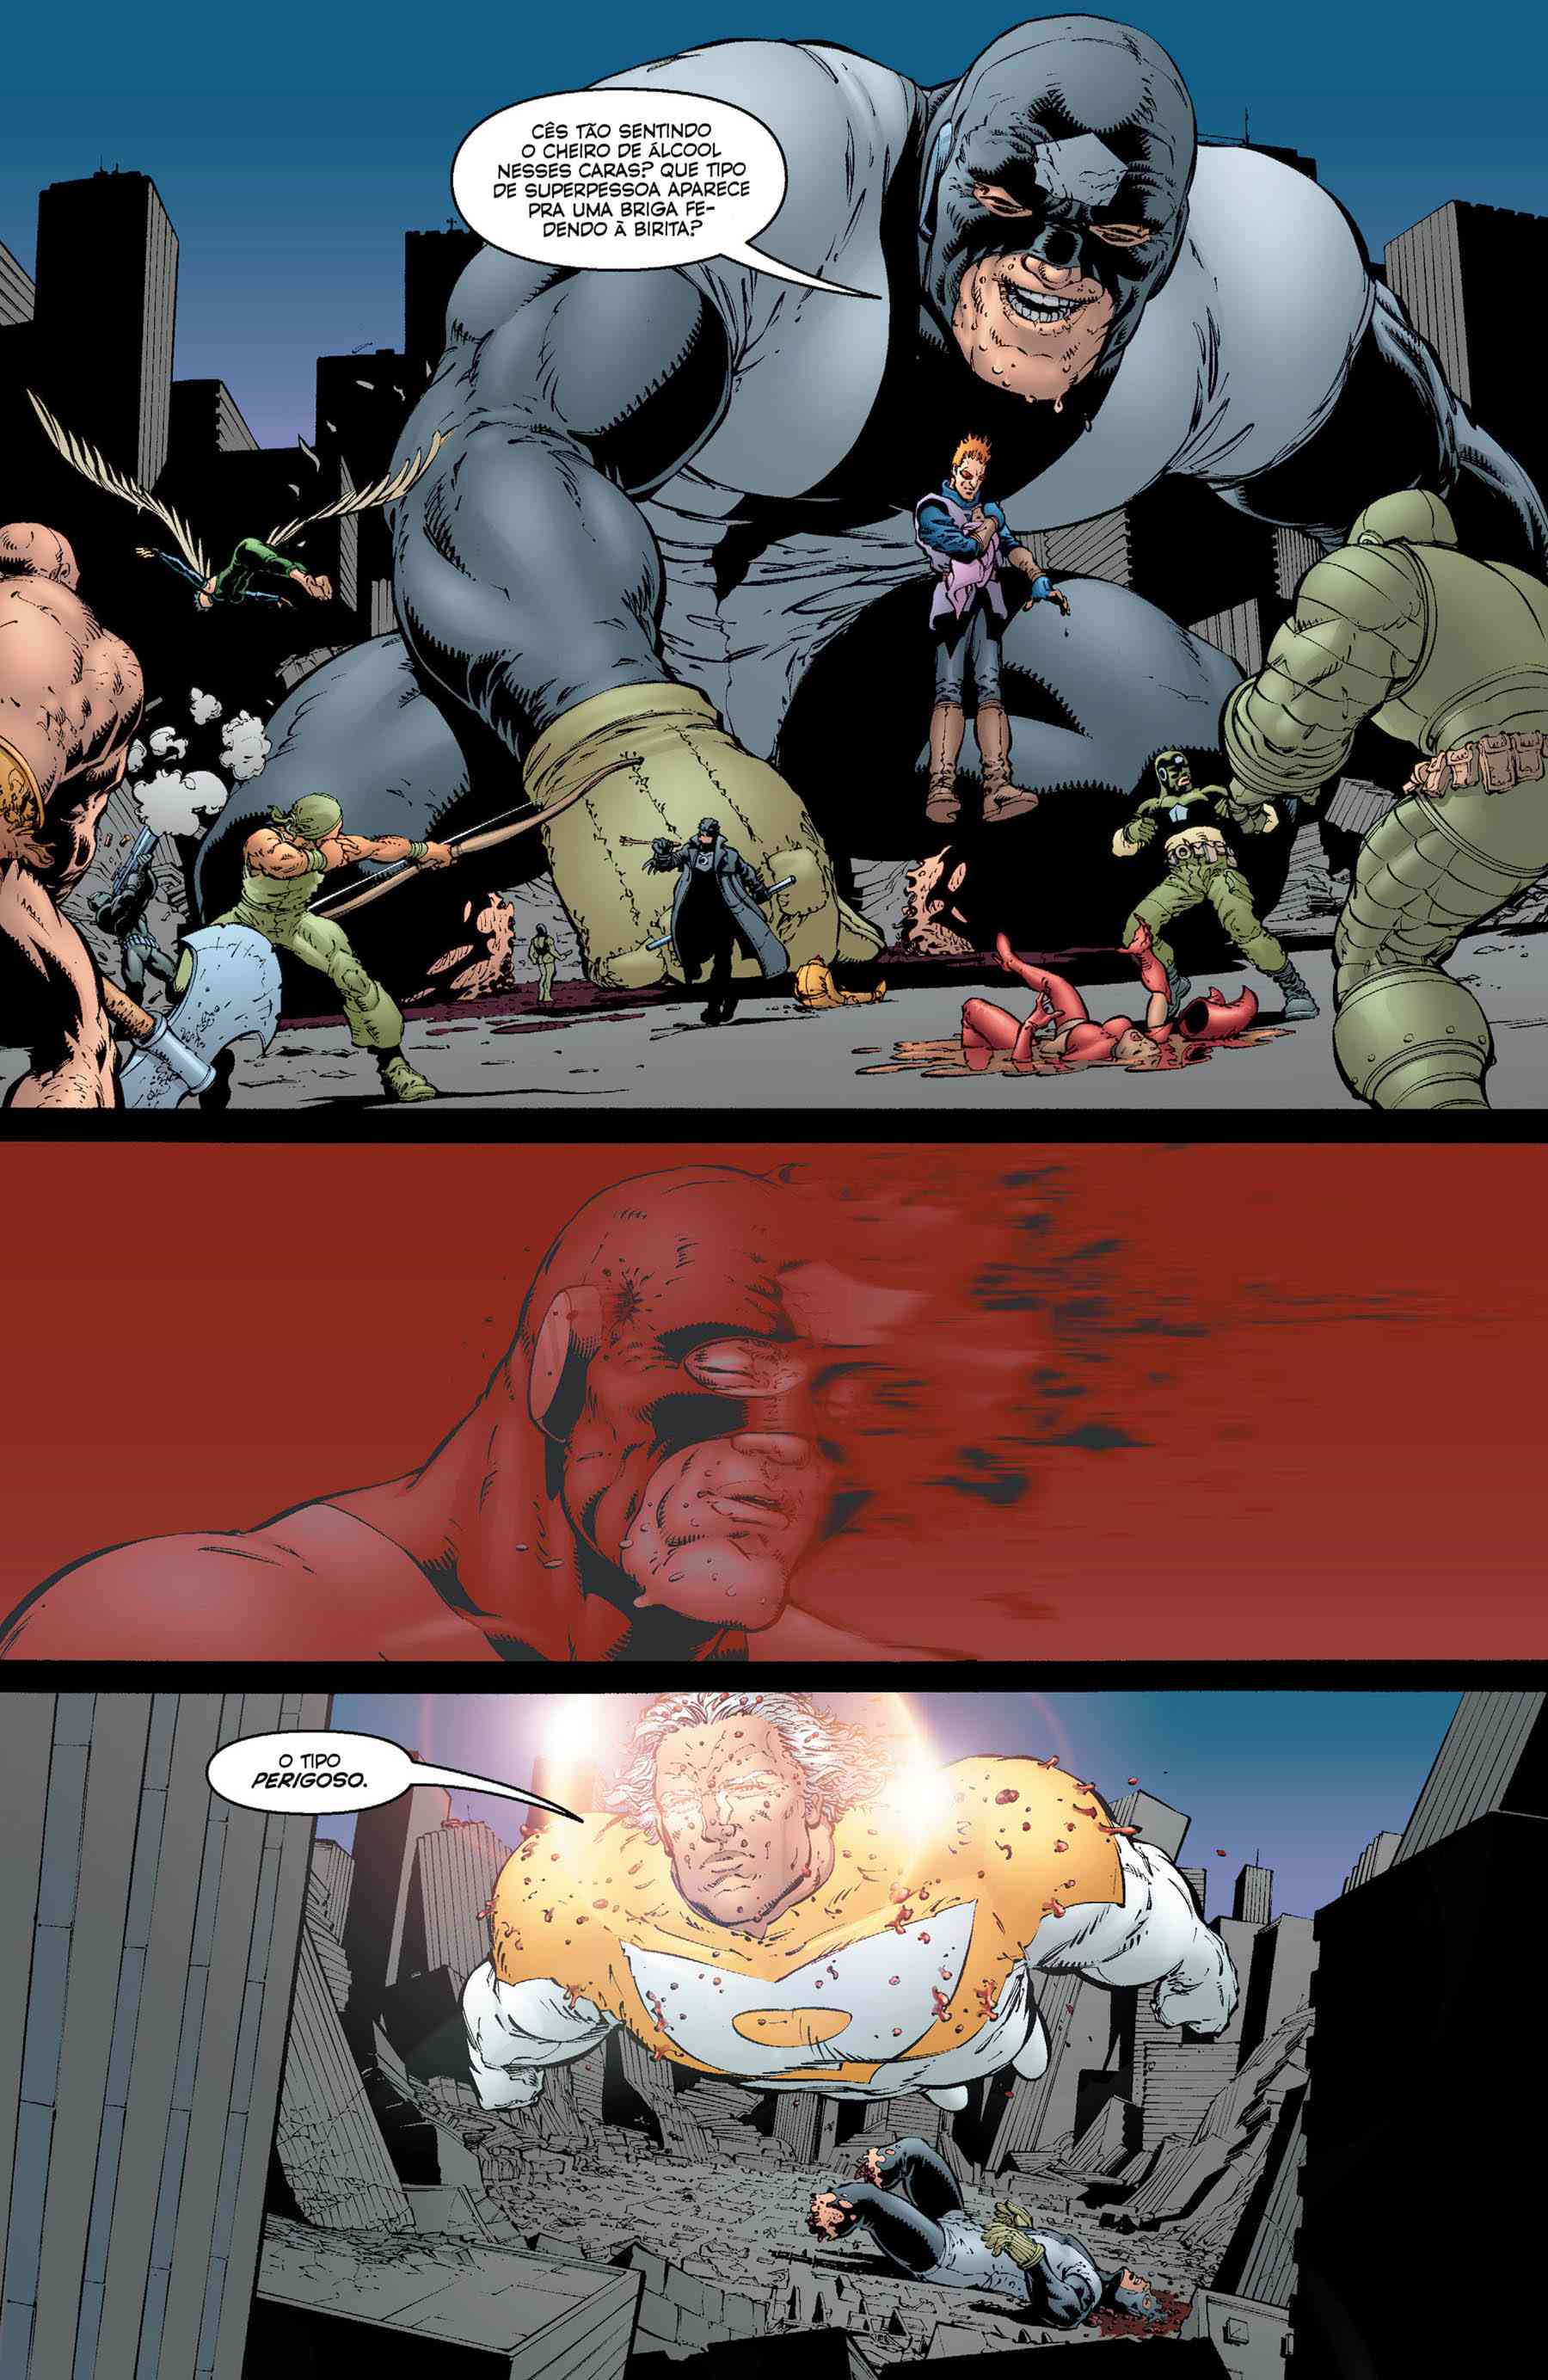 CÊS TÃO SENTINDO
O CHEIRO DE ÁLCOOL
NESSES CARAS? QUE TIPO
DE SUPERPESSOA APARECE
PRA UMA BRIGA FE-
DENDO À BIRITA?
O TIPO
PERIGOSO.